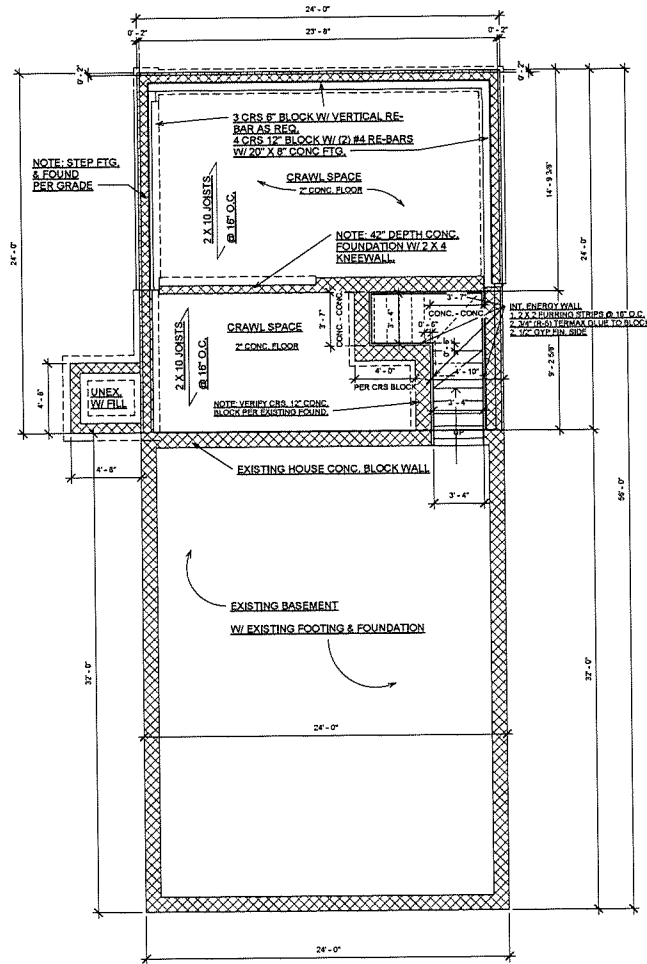 24' - 0"
0' - 2"
23' - 8"
0' - 2"
0' - 2"
0' - 2"
3 CRS 6" BLOCK W/ VERTICAL RE-
BAR AS REQ.
4 CRS 12" BLOCK W/ (2) #4 RE-BARS
W/ 20" X 8" CONC FTG.
NOTE: STEP FTG.
& FOUND
PER GRADE
CRAWL SPACE
2" CONC. FLOOR
2 X 10 JOISTS
@ 16" O.C.
NOTE: 42" DEPTH CONC.
FOUNDATION W/ 2 X 4
KNEEWALL.
14' - 9 3/8"
24' - 0"
24' - 0"
56' - 0"
3' - 7"
CONC. - CONC.
INT. ENERGY WALL
1. 2 X 2 FURRING STRIPS @ 16" O.C.
2. 3/4" (R-5) TERMAX GLUE TO BLOCK
3. 1/2" GYP FIN. SIDE
CRAWL SPACE
2" CONC. FLOOR
2 X 10 JOISTS
@ 16" O.C.
3' - 7"
CONC. - CONC.
3' - 4"
0' - 6"
4' - 0"
PER CRS BLOCK
4' - 10"
3' - 4"
UP
9' - 2 5/8"
NOTE: VERIFY CRS. 12" CONC.
BLOCK PER EXISTING FOUND.
4' - 8"
UNEX.
W/ FILL
4' - 8"
EXISTING HOUSE CONC. BLOCK WALL
3' - 4"
EXISTING BASEMENT
W/ EXISTING FOOTING & FOUNDATION
32' - 0"
32' - 0"
24' - 0"
24' - 0"